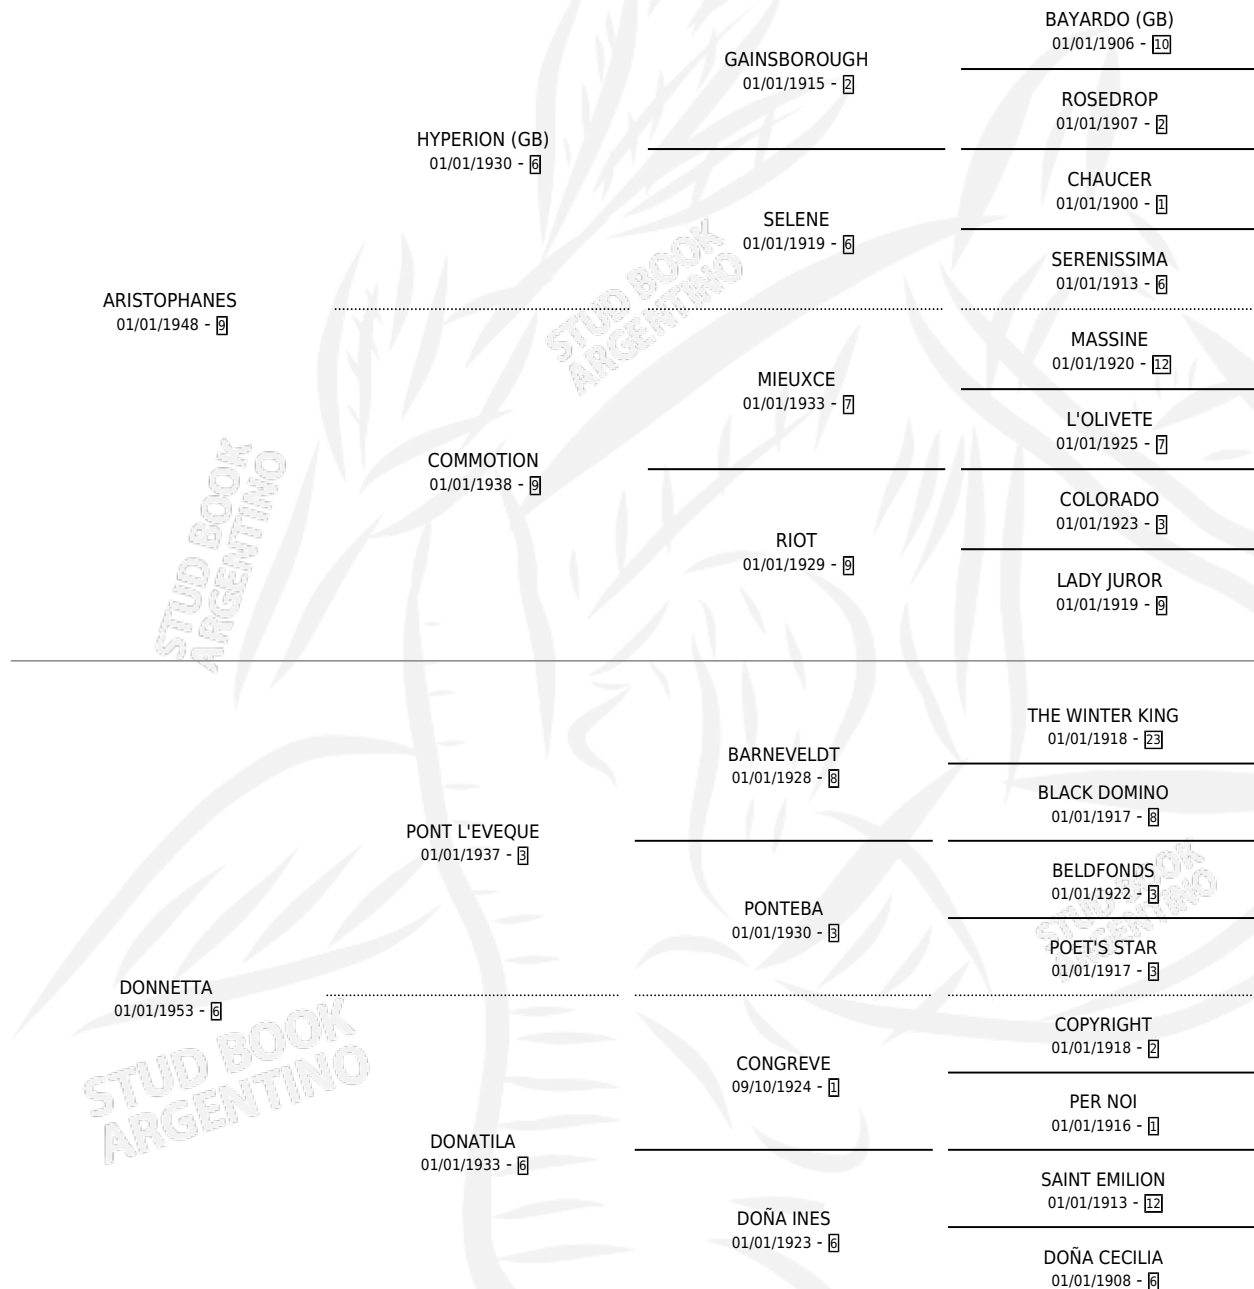 BAYARDO (GB)
01/01/1906 - 10
GAINSBOROUGH
01/01/1915 - 2
ROSEDROP
01/01/1907 - 2
HYPERION (GB)
01/01/1930 - 6
CHAUCER
01/01/1900 - 1
SELENE
01/01/1919 - 6
SERENISSIMA
01/01/1913 - 6
ARISTOPHANES
01/01/1948 - 9
MASSINE
01/01/1920 - 12
MIEUXCE
01/01/1933 - 7
L'OLIVETE
01/01/1925 - 7
COMMOTION
01/01/1938 - 9
COLORADO
01/01/1923 - 3
RIOT
01/01/1929 - 9
LADY JUROR
01/01/1919 - 9
THE WINTER KING
01/01/1918 - 23
BARNEVELDT
01/01/1928 - 8
BLACK DOMINO
01/01/1917 - 8
PONT L'EVEQUE
01/01/1937 - 3
BELDFONDS
01/01/1922 - 3
PONTEBA
01/01/1930 - 3
POET'S STAR
01/01/1917 - 3
DONNETTA
01/01/1953 - 6
COPYRIGHT
01/01/1918 - 2
CONGREVE
09/10/1924 - 1
PER NOI
01/01/1916 - 1
DONATILA
01/01/1933 - 6
SAINT EMILION
01/01/1913 - 12
DOÑA INES
01/01/1923 - 6
DOÑA CECILIA
01/01/1908 - 6
STUD BOOK
ARGENTINO
STUD BOOK
ARGENTINO
STUD BOOK
ARGENTINO
STUD BOOK
ARGENTINO